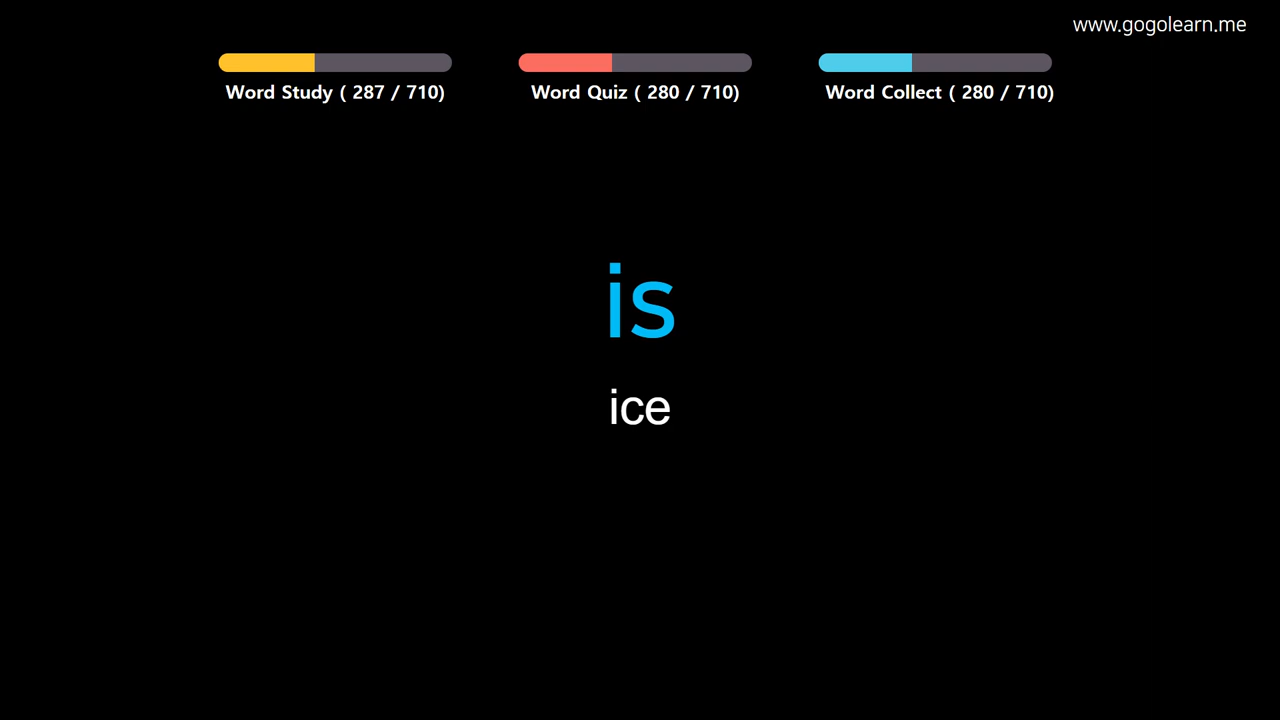 www.gogolearn.me
Word Study ( 287 / 710)
Word Quiz ( 280 / 710)
Word Collect ( 280 / 710)
is
ice